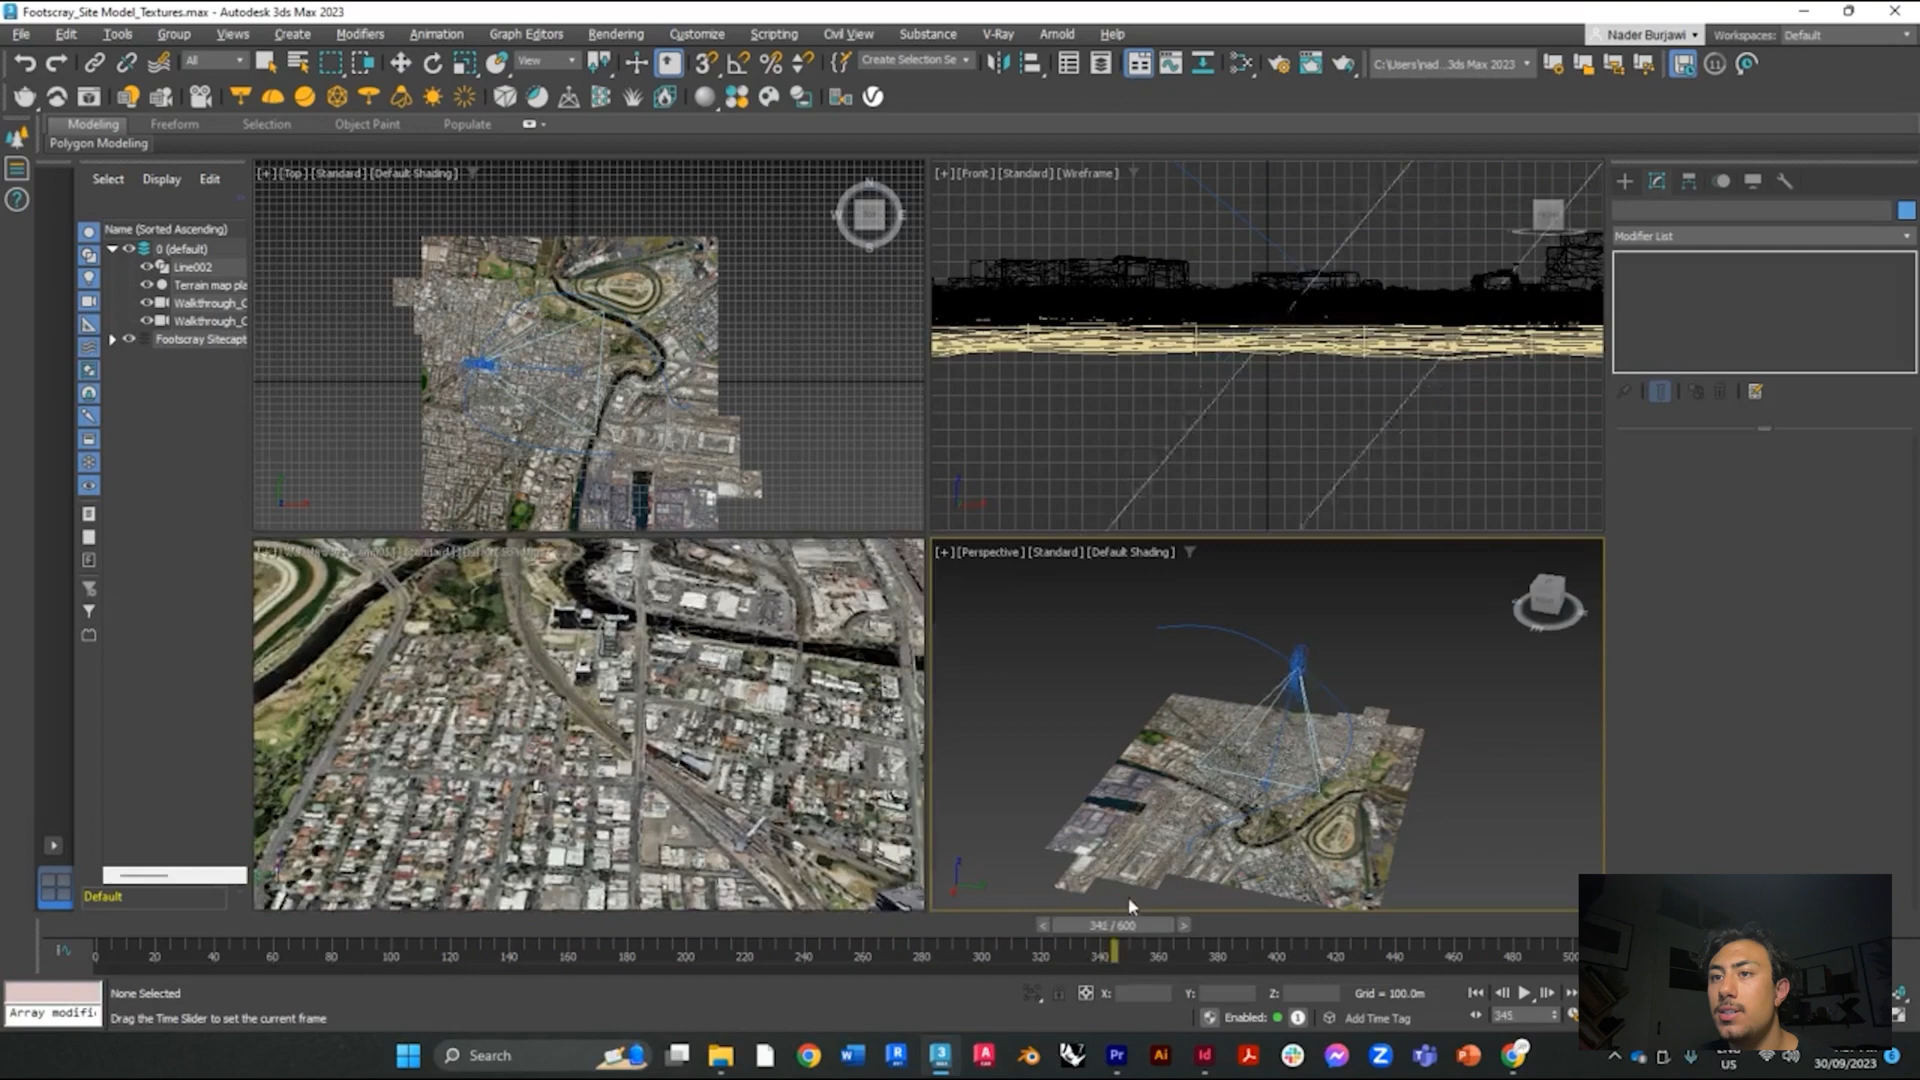 Footscray_Site Model_Textures.max - Autodesk 3ds Max 2023
File Edit Tools Group Views Create Modifiers Animation Graph Editors Rendering Customize Scripting Civil View Substance V-Ray Arnold Help
Nader Burjawi Workspaces: Default
All View Create Selection Se C:\Users\nad...3ds Max 2023
Modeling Freeform Selection Object Paint Populate
Polygon Modeling
Select Display Edit
Name (Sorted Ascending)
0 (default)
Line002
Terrain map pla
Walkthrough_C
Walkthrough_C
Footscray Sitecapt
Default
[+] [Top] [Standard] [Default Shading]
[+] [Front] [Standard] [Wireframe]
[+] [Perspective] [Standard] [Default Shading]
Modifier List
/ 600
0 20 40 60 80 100 120 140 160 180 200 220 240 260 280 300 320 340 360 380 400 420 440 460 480
None Selected
Array modifi
Drag the Time Slider to set the current frame
X: Y: Z: Grid = 100.0m
Enabled: Add Time Tag
345
Search
US
30/09/2023